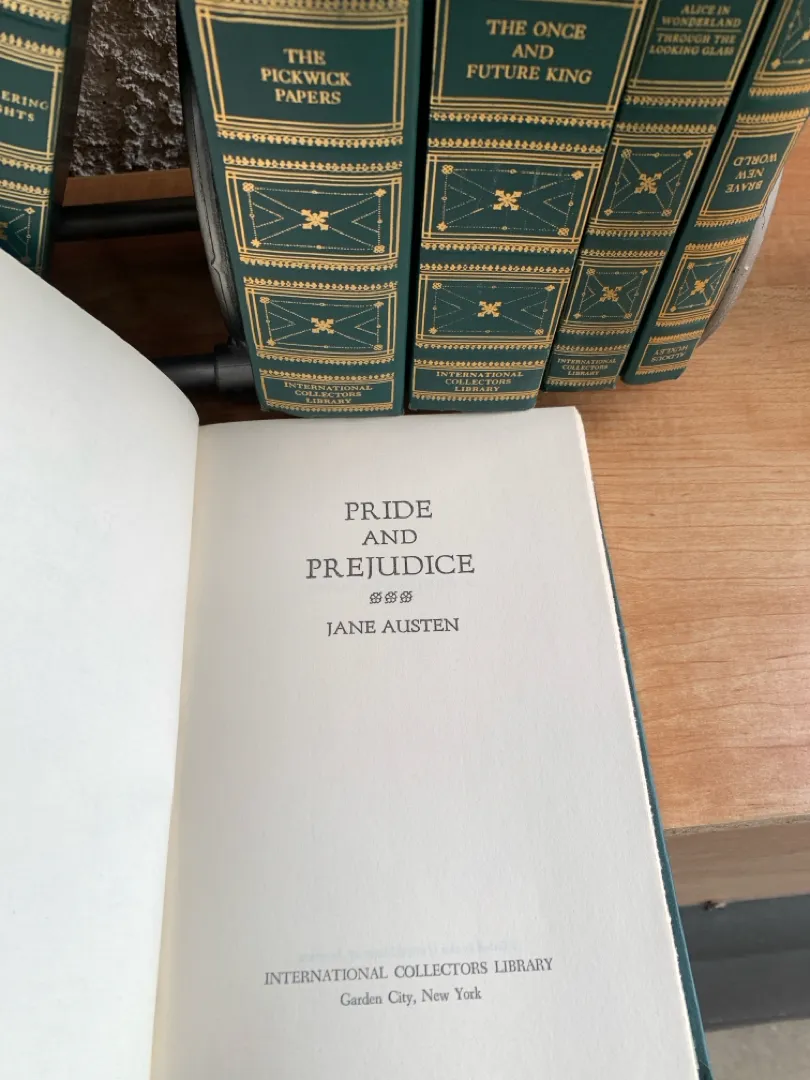 ERING
GHTS
THE
PICKWICK
PAPERS
INTERNATIONAL
COLLECTORS
LIBRARY
THE ONCE
AND
FUTURE KING
INTERNATIONAL
COLLECTORS
LIBRARY
ALICE IN
WONDERLAND
THROUGH THE
LOOKING GLASS
INTERNATIONAL
COLLECTORS LIBRARY
BRAVE
NEW
WORLD
ALDOUS
HUXLEY
PRIDE
AND
PREJUDICE
JANE AUSTEN
INTERNATIONAL COLLECTORS LIBRARY
Garden City, New York